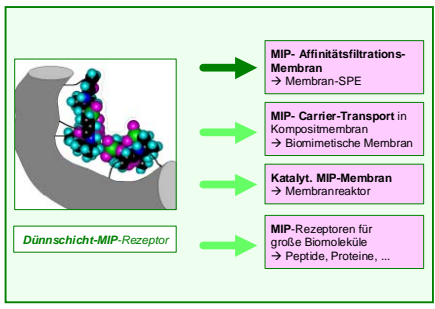 MIP- Affinitätsfiltrations-
Membran
→ Membran-SPE
MIP- Carrier-Transport in
Kompositmembran
→ Biomimetische Membran
Katalyt. MIP-Membran
→ Membranreaktor
Dünnschicht-MIP-Rezeptor
MIP-Rezeptoren für
große Biomoleküle
→ Peptide, Proteine, ...